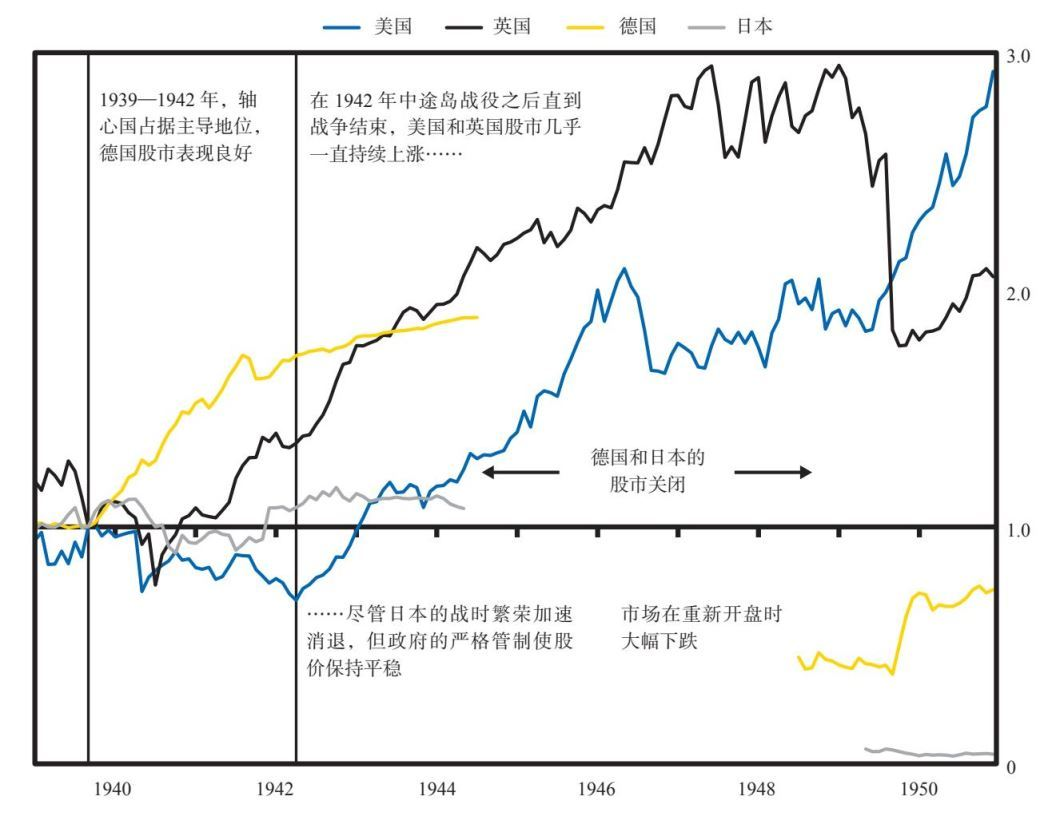 美国 英国 德国 日本
1939—1942 年，轴
心国占据主导地位，
德国股市表现良好
在 1942 年中途岛战役之后直到
战争结束，美国和英国股市几乎
一直持续上涨……
德国和日本的
股市关闭
……尽管日本的战时繁荣加速
消退，但政府的严格管制使股
价保持平稳
市场在重新开盘时
大幅下跌
3.0
2.0
1.0
0
1940 1942 1944 1946 1948 1950